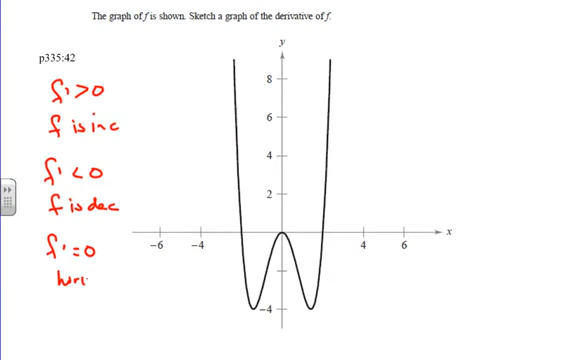 The graph of f is shown. Sketch a graph of the derivative of f.
p335:42
f'>0
f is inc
f'<0
f is dec
f'=0
hori
y
8
6
4
2
-4
-6
-4
4
6
x